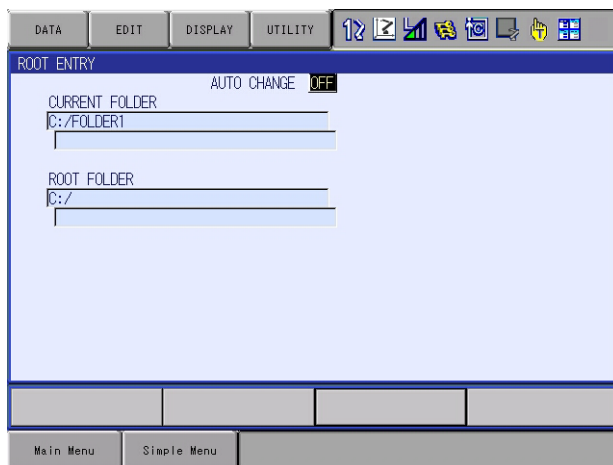 DATA EDIT DISPLAY UTILITY
ROOT ENTRY
AUTO CHANGE OFF
CURRENT FOLDER
C:/FOLDER1
ROOT FOLDER
C:/
Main Menu Simple Menu